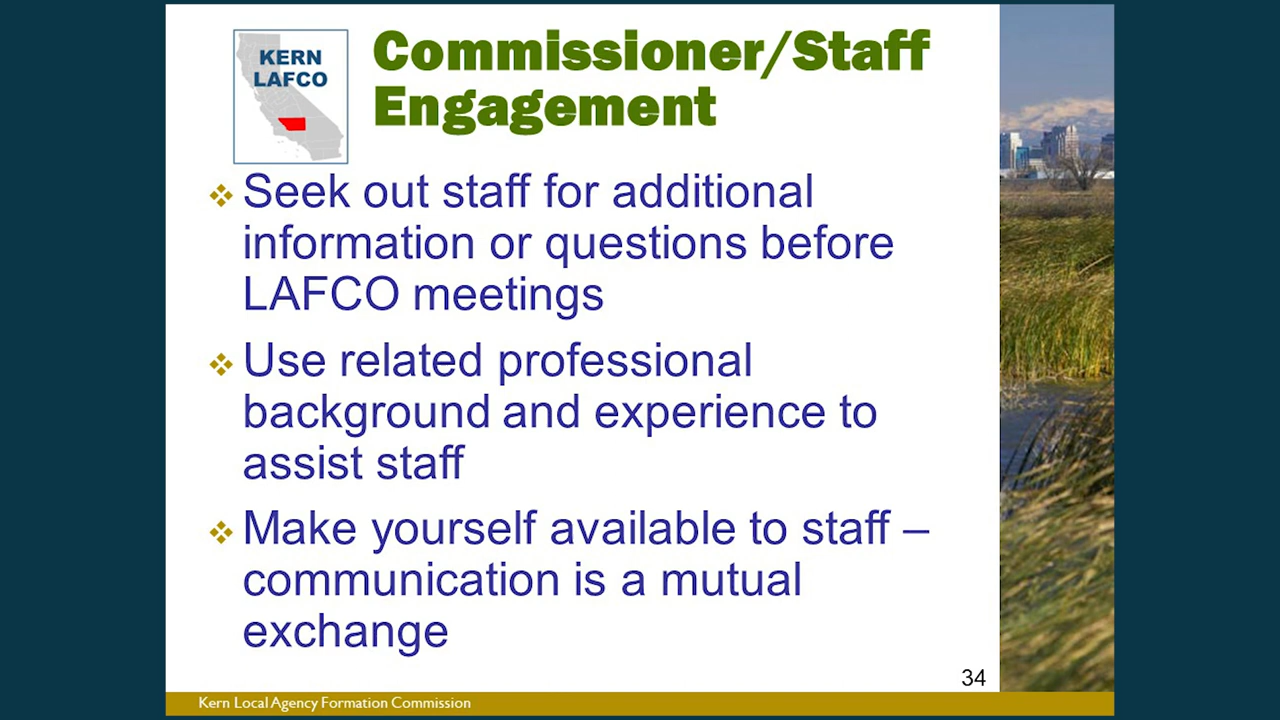 KERN
LAFCO
Commissioner/Staff
Engagement
Seek out staff for additional
information or questions before
LAFCO meetings
Use related professional
background and experience to
assist staff
Make yourself available to staff –
communication is a mutual
exchange
34
Kern Local Agency Formation Commission